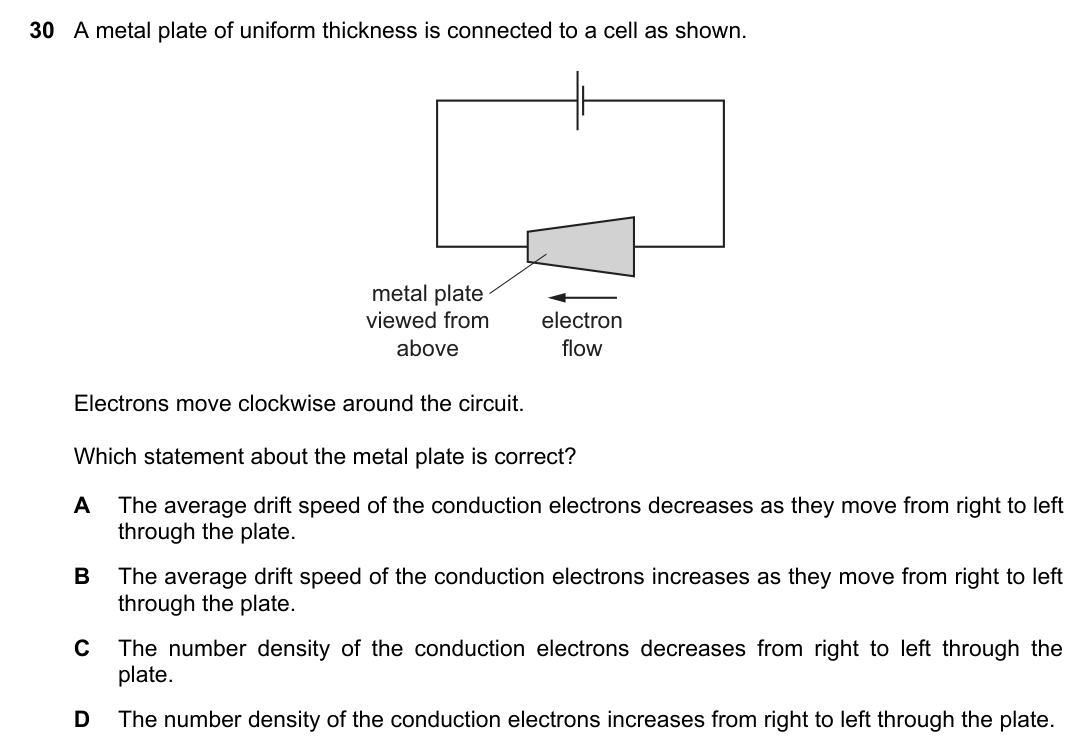 30 A metal plate of uniform thickness is connected to a cell as shown.
metal plate
viewed from
above
electron
flow
Electrons move clockwise around the circuit.
Which statement about the metal plate is correct?
A The average drift speed of the conduction electrons decreases as they move from right to left
through the plate.
B The average drift speed of the conduction electrons increases as they move from right to left
through the plate.
C The number density of the conduction electrons decreases from right to left through the
plate.
D The number density of the conduction electrons increases from right to left through the plate.